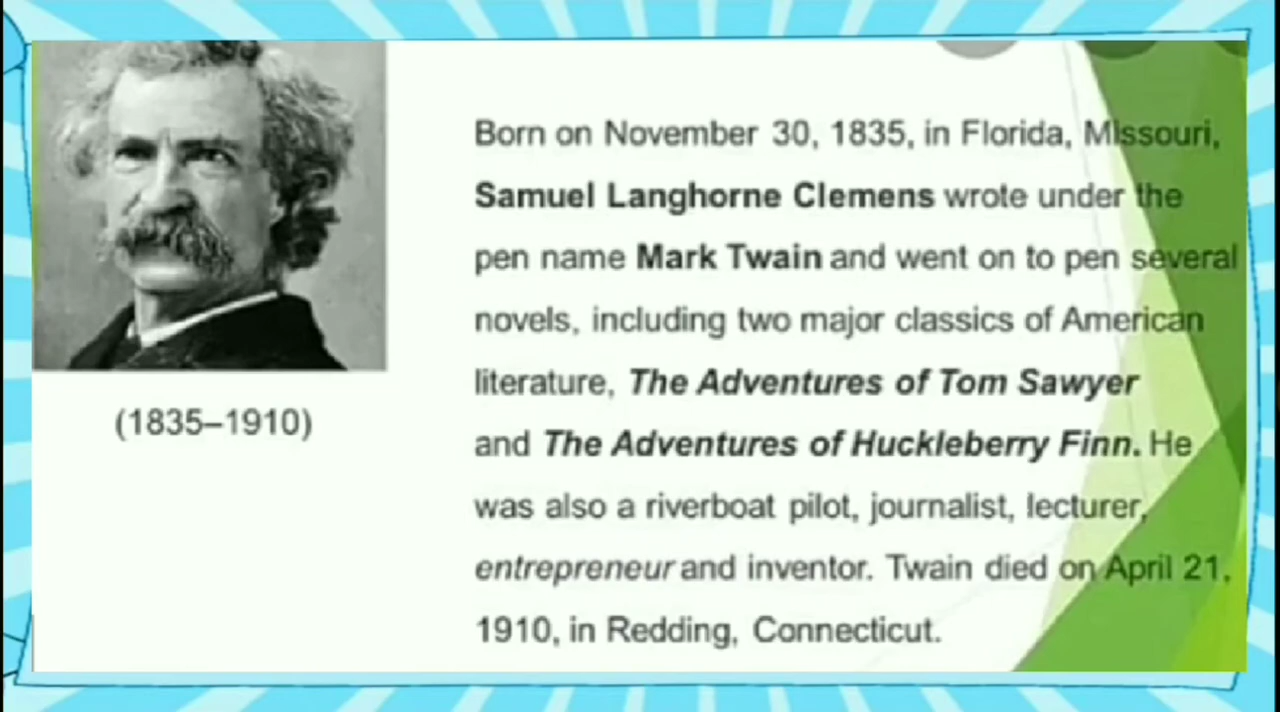 Born on November 30, 1835, in Florida, Missouri,
Samuel Langhorne Clemens wrote under the
pen name Mark Twain and went on to pen several
novels, including two major classics of American
literature, The Adventures of Tom Sawyer
and The Adventures of Huckleberry Finn. He
was also a riverboat pilot, journalist, lecturer,
entrepreneur and inventor. Twain died on April 21,
1910, in Redding, Connecticut.
(1835–1910)